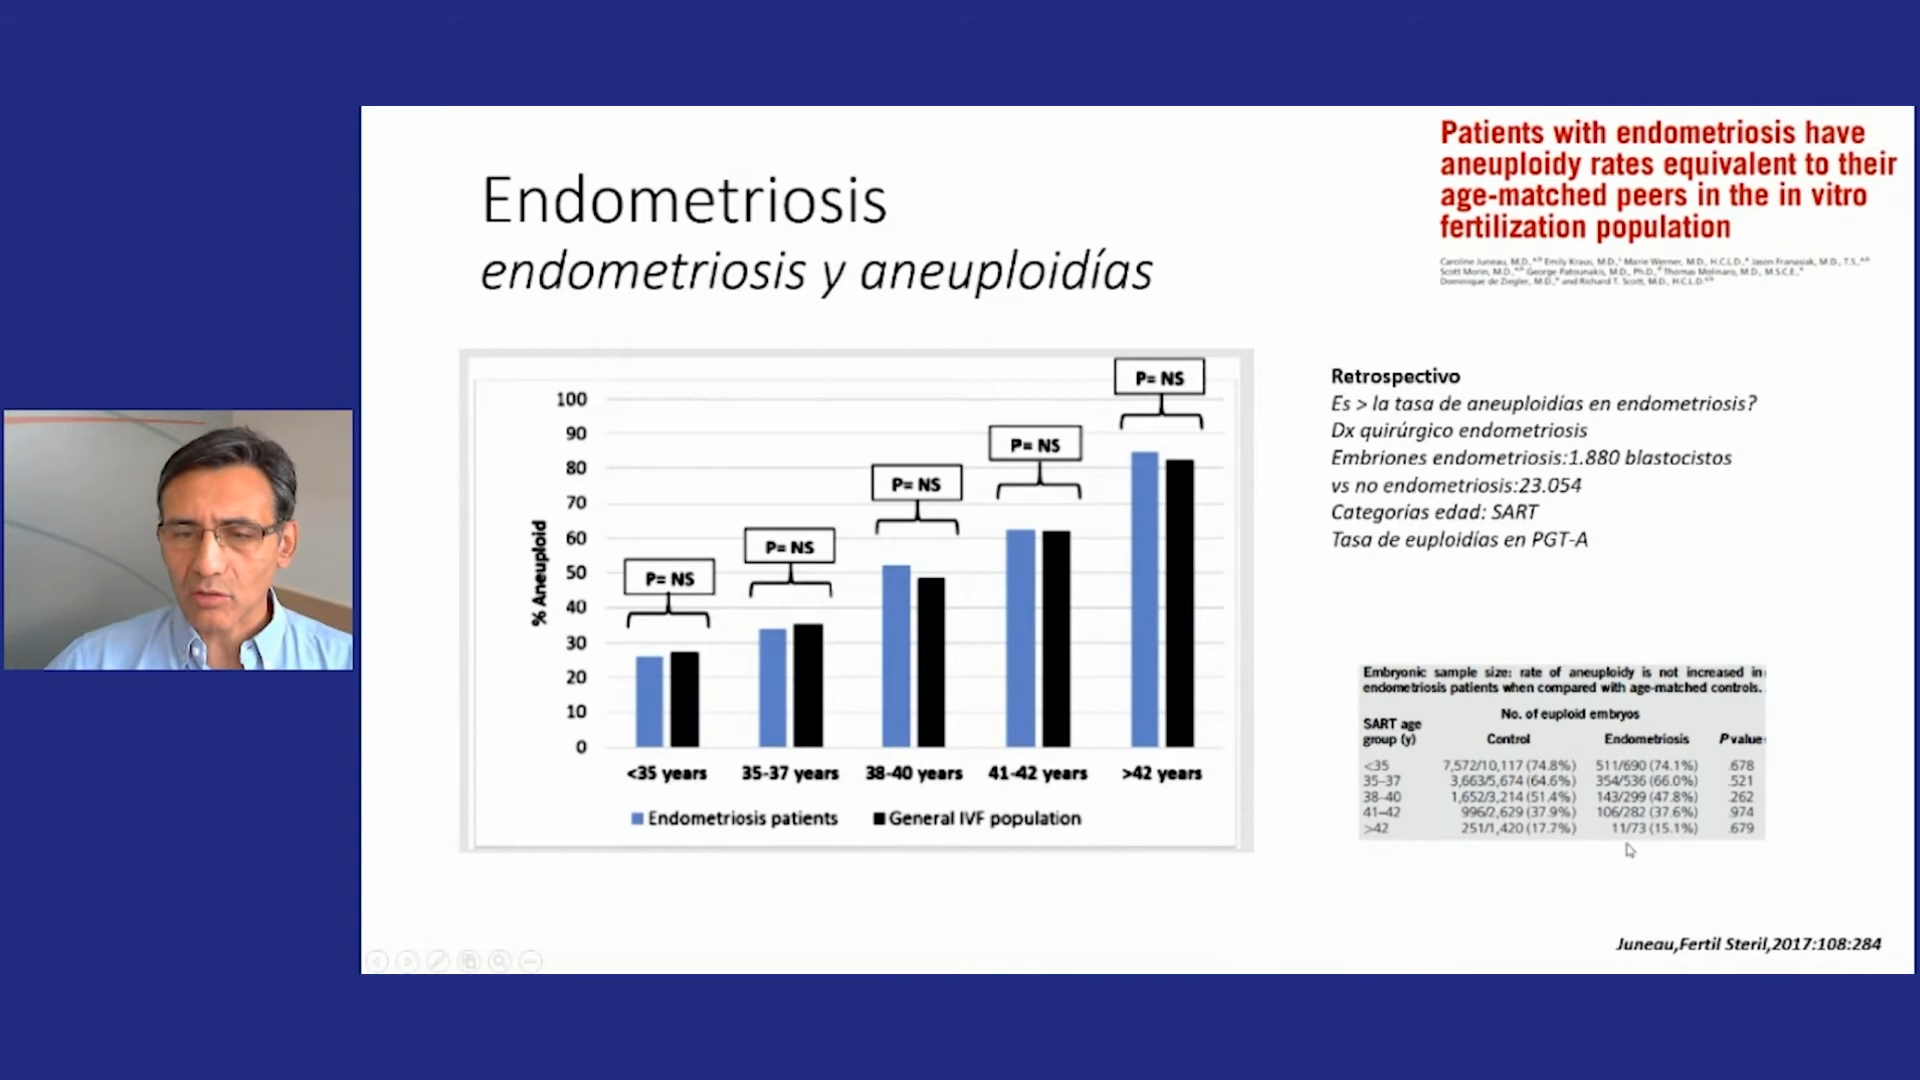 Patients with endometriosis have
aneuploidy rates equivalent to their
age-matched peers in the in vitro
fertilization population
Caroline Juneau, M.D.,ᵃ·ᵇ Emily Kraus, M.D.,ᶜ Marie Werner, M.D., H.C.L.D.,ᵃ Jason Franasiak, M.D., T.S.,ᵃ·ᵇ
Scott Morin, M.D.,ᵃ·ᵇ George Patounakis, M.D., Ph.D.,ᵈ Thomas Molinaro, M.D., M.S.C.E.,ᵃ
Dominique de Ziegler, M.D.,ᵉ and Richard T. Scott, M.D., H.C.L.D.ᵃ·ᵇ
Endometriosis
endometriosis y aneuploidías
% Aneuploid
100
90
80
70
60
50
40
30
20
10
0
P= NS
P= NS
P= NS
P= NS
P= NS
<35 years 35-37 years 38-40 years 41-42 years >42 years
Endometriosis patients General IVF population
Retrospectivo
Es > la tasa de aneuploidías en endometriosis?
Dx quirúrgico endometriosis
Embriones endometriosis:1.880 blastocistos
vs no endometriosis:23.054
Categorías edad: SART
Tasa de euploidías en PGT-A
Embryonic sample size: rate of aneuploidy is not increased in
endometriosis patients when compared with age-matched controls.
No. of euploid embryos
SART age
group (y) Control Endometriosis P value
<35 7,572/10,117 (74.8%) 511/690 (74.1%) .678
35–37 3,663/5,674 (64.6%) 354/536 (66.0%) .521
38–40 1,652/3,214 (51.4%) 143/299 (47.8%) .262
41–42 996/2,629 (37.9%) 106/282 (37.6%) .974
>42 251/1,420 (17.7%) 11/73 (15.1%) .679
Juneau,Fertil Steril,2017:108:284